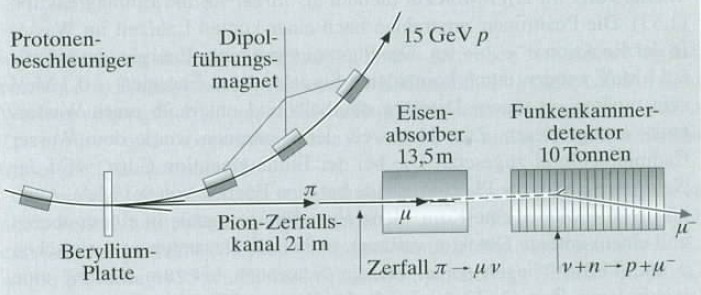 Protonen-
beschleuniger
Dipol-
führungs-
magnet
15 GeV p
Eisen-
absorber
13,5 m
Funkenkammer-
detektor
10 Tonnen
π
μ
μ⁻
Beryllium-
Platte
Pion-Zerfalls-
kanal 21 m
Zerfall π→μν
ν+n→p+μ⁻